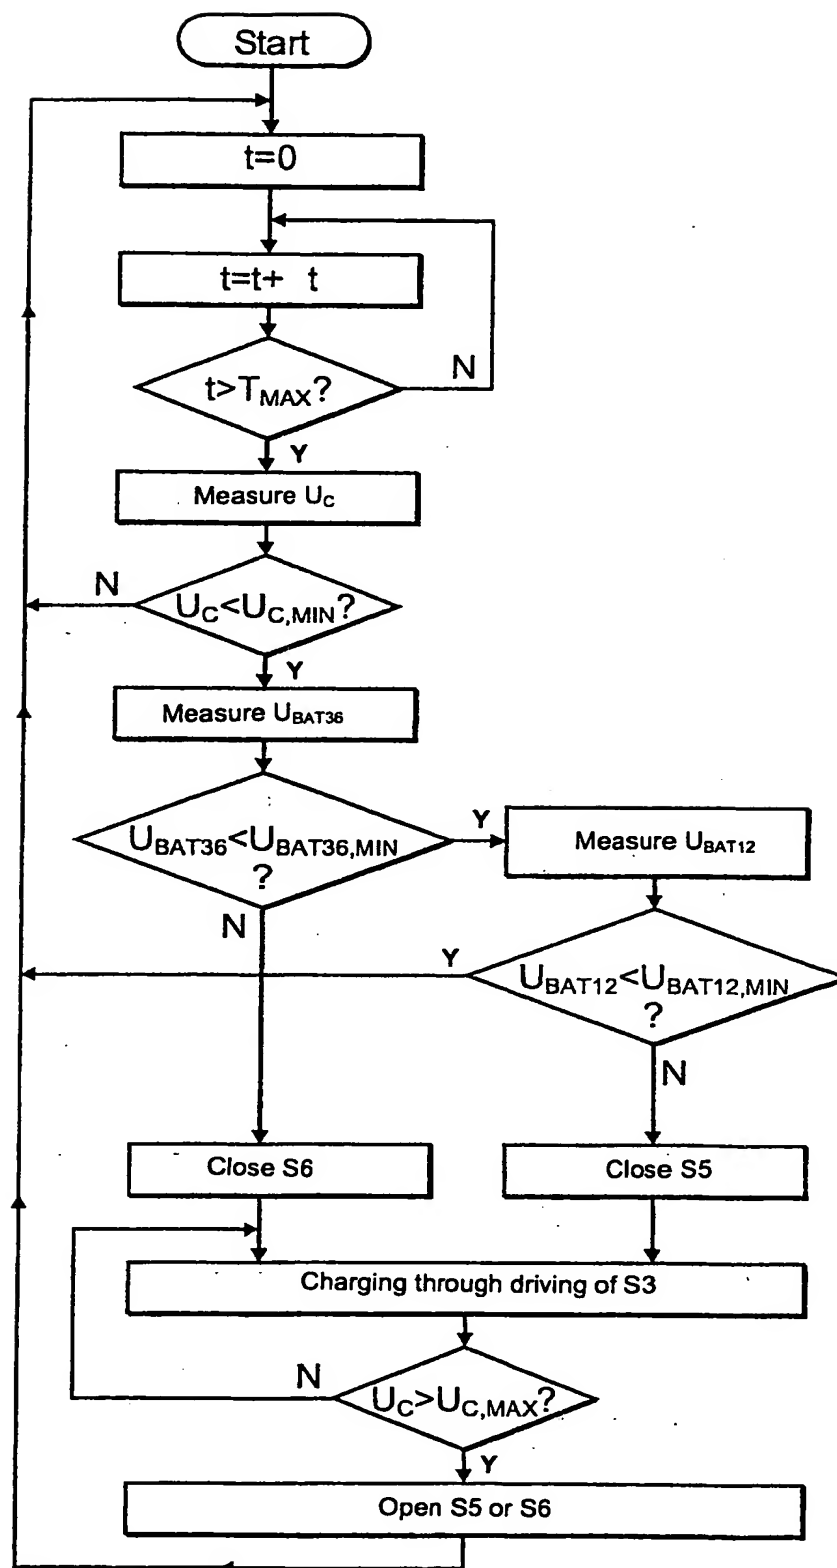 Start
t=0
t=t+ t
t>TMAX?
N
Y
Measure UC
N
UC<UC,MIN?
Y
Measure UBAT36
UBAT36<UBAT36,MIN
?
Y
Measure UBAT12
N
Y
UBAT12<UBAT12,MIN
?
N
Close S6
Close S5
Charging through driving of S3
N
UC>UC,MAX?
Y
Open S5 or S6